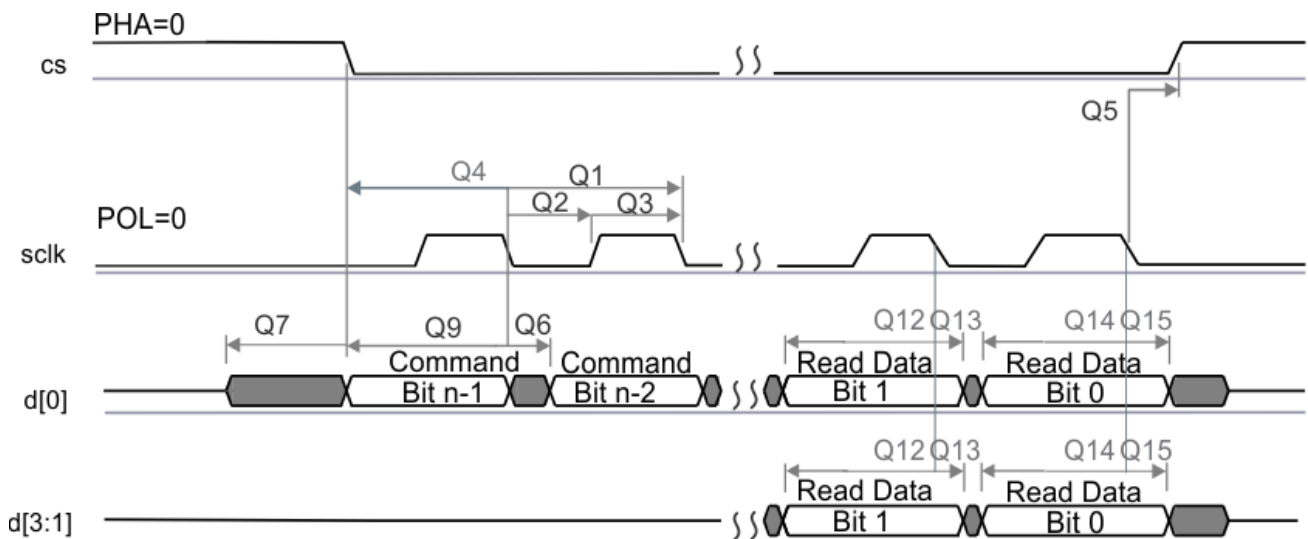 PHA=0
cs
Q5
Q4 Q1
Q2 Q3
POL=0
sclk
Q7 Q9 Q6 Q12 Q13 Q14 Q15
Command Command Read Data Read Data
d[0] Bit n-1 Bit n-2 Bit 1 Bit 0
Q12 Q13 Q14 Q15
Read Data Read Data
d[3:1] Bit 1 Bit 0